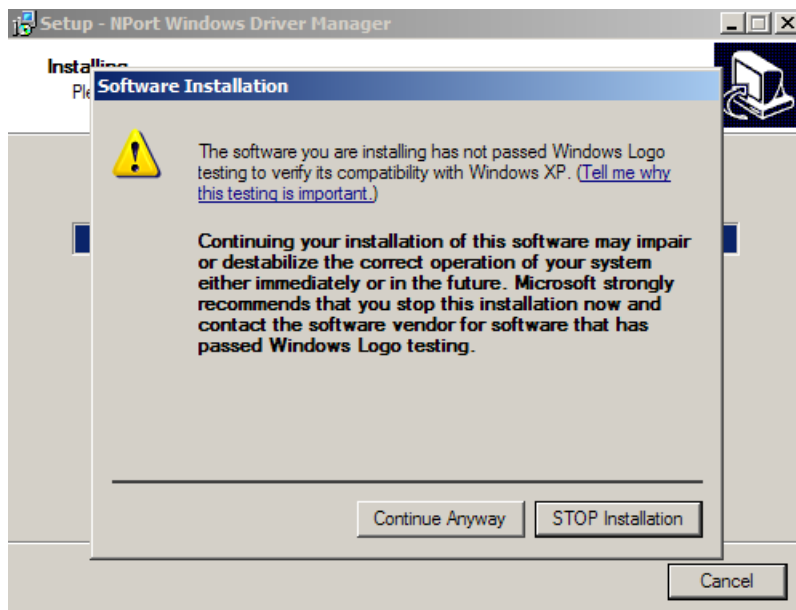 Setup - NPort Windows Driver Manager
Installing
Software Installation
The software you are installing has not passed Windows Logo
testing to verify its compatibility with Windows XP. (Tell me why
this testing is important.)
Continuing your installation of this software may impair
or destabilize the correct operation of your system
either immediately or in the future. Microsoft strongly
recommends that you stop this installation now and
contact the software vendor for software that has
passed Windows Logo testing.
Continue Anyway
STOP Installation
Cancel